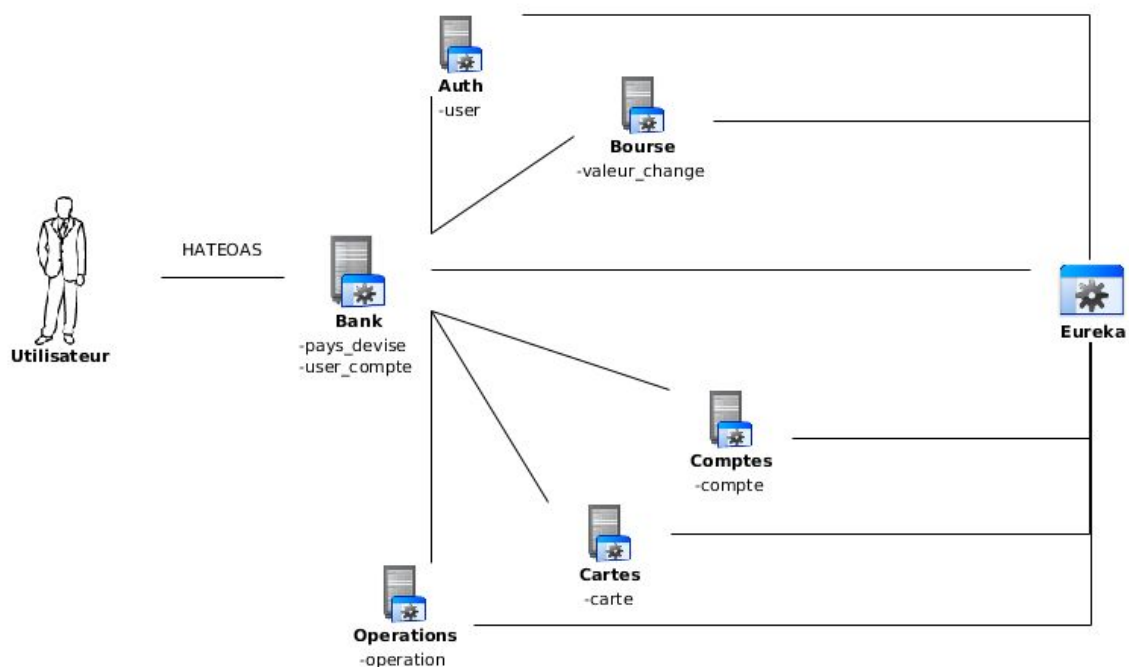 Auth
-user
Bourse
-valeur_change
HATEOAS
Utilisateur
Bank
-pays_devise
-user_compte
Eureka
Comptes
-compte
Cartes
-carte
Operations
-operation